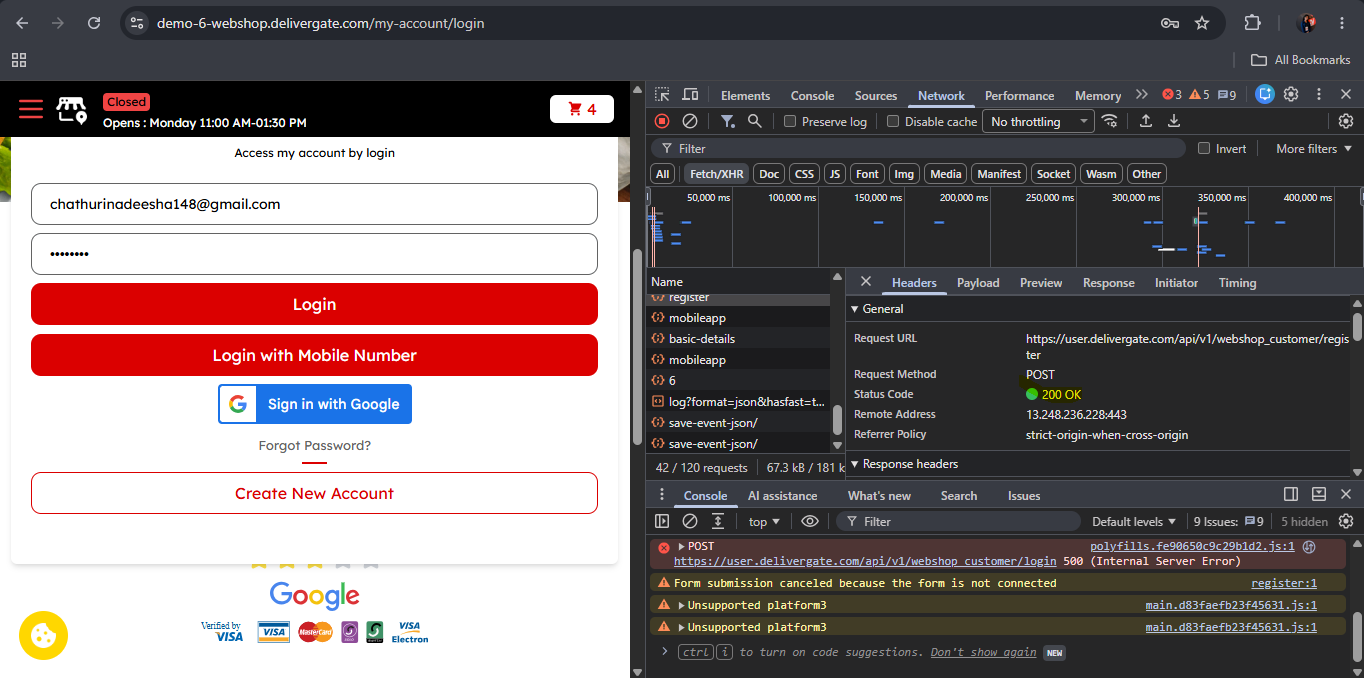 demo-6-webshop.delivergate.com/my-account/login
All Bookmarks
Closed
Opens : Monday 11:00 AM-01:30 PM
4
Access my account by login
chathurinadeesha148@gmail.com
••••••••
Login
Login with Mobile Number
Sign in with Google
Forgot Password?
Create New Account
Google
Verified by
VISA
VISA
MasterCard
VISA
Electron
Elements
Console
Sources
Network
Performance
Memory
3
5
9
Preserve log
Disable cache
No throttling
Filter
Invert
More filters
All
Fetch/XHR
Doc
CSS
JS
Font
Img
Media
Manifest
Socket
Wasm
Other
50,000 ms
100,000 ms
150,000 ms
200,000 ms
250,000 ms
300,000 ms
350,000 ms
400,000 ms
Name
register
mobileapp
basic-details
mobileapp
6
log?format=json&hasfast=t...
save-event-json/
save-event-json/
42 / 120 requests
67.3 kB / 181 k
Headers
Payload
Preview
Response
Initiator
Timing
General
Request URL
https://user.delivergate.com/api/v1/webshop_customer/regis
ter
Request Method
POST
Status Code
200 OK
Remote Address
13.248.236.228:443
Referrer Policy
strict-origin-when-cross-origin
Response headers
Console
AI assistance
What's new
Search
Issues
top
Filter
Default levels
9 Issues:
9
5 hidden
POST
polyfills.fe90650c9c29b1d2.js:1
https://user.delivergate.com/api/v1/webshop_customer/login 500 (Internal Server Error)
Form submission canceled because the form is not connected
register:1
Unsupported platform3
main.d83faefb23f45631.js:1
Unsupported platform3
main.d83faefb23f45631.js:1
ctrl i to turn on code suggestions. Don't show again NEW